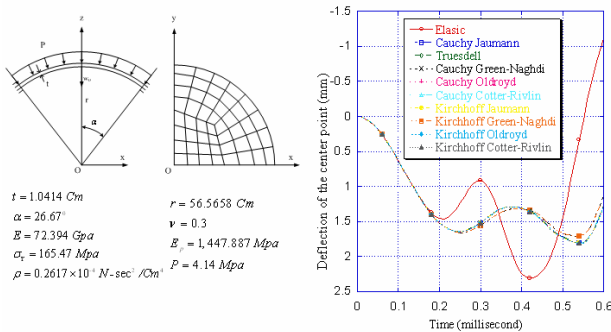 z
y
P
t
w₀
r
α
O
x
O
x
t = 1.0414 Cm
α = 26.67°
E = 72.394 Gpa
σ_T = 165.47 Mpa
ρ = 0.2617×10⁻⁴ N-sec² /Cm⁴
r = 56.5658 Cm
ν = 0.3
E_p = 1,447.887 Mpa
P = 4.14 Mpa
Deflection of the center point (mm)
-1.5
-1
-0.5
0
0.5
1
1.5
2
2.5
Elasic
Cauchy Jaumann
Truesdell
Cauchy Green-Naghdi
Cauchy Oldroyd
Cauchy Cotter-Rivlin
Kirchhoff Jaumann
Kirchhoff Green-Naghdi
Kirchhoff Oldroyd
Kirchhoff Cotter-Rivlin
0 0.1 0.2 0.3 0.4 0.5 0.6
Time (millisecond)